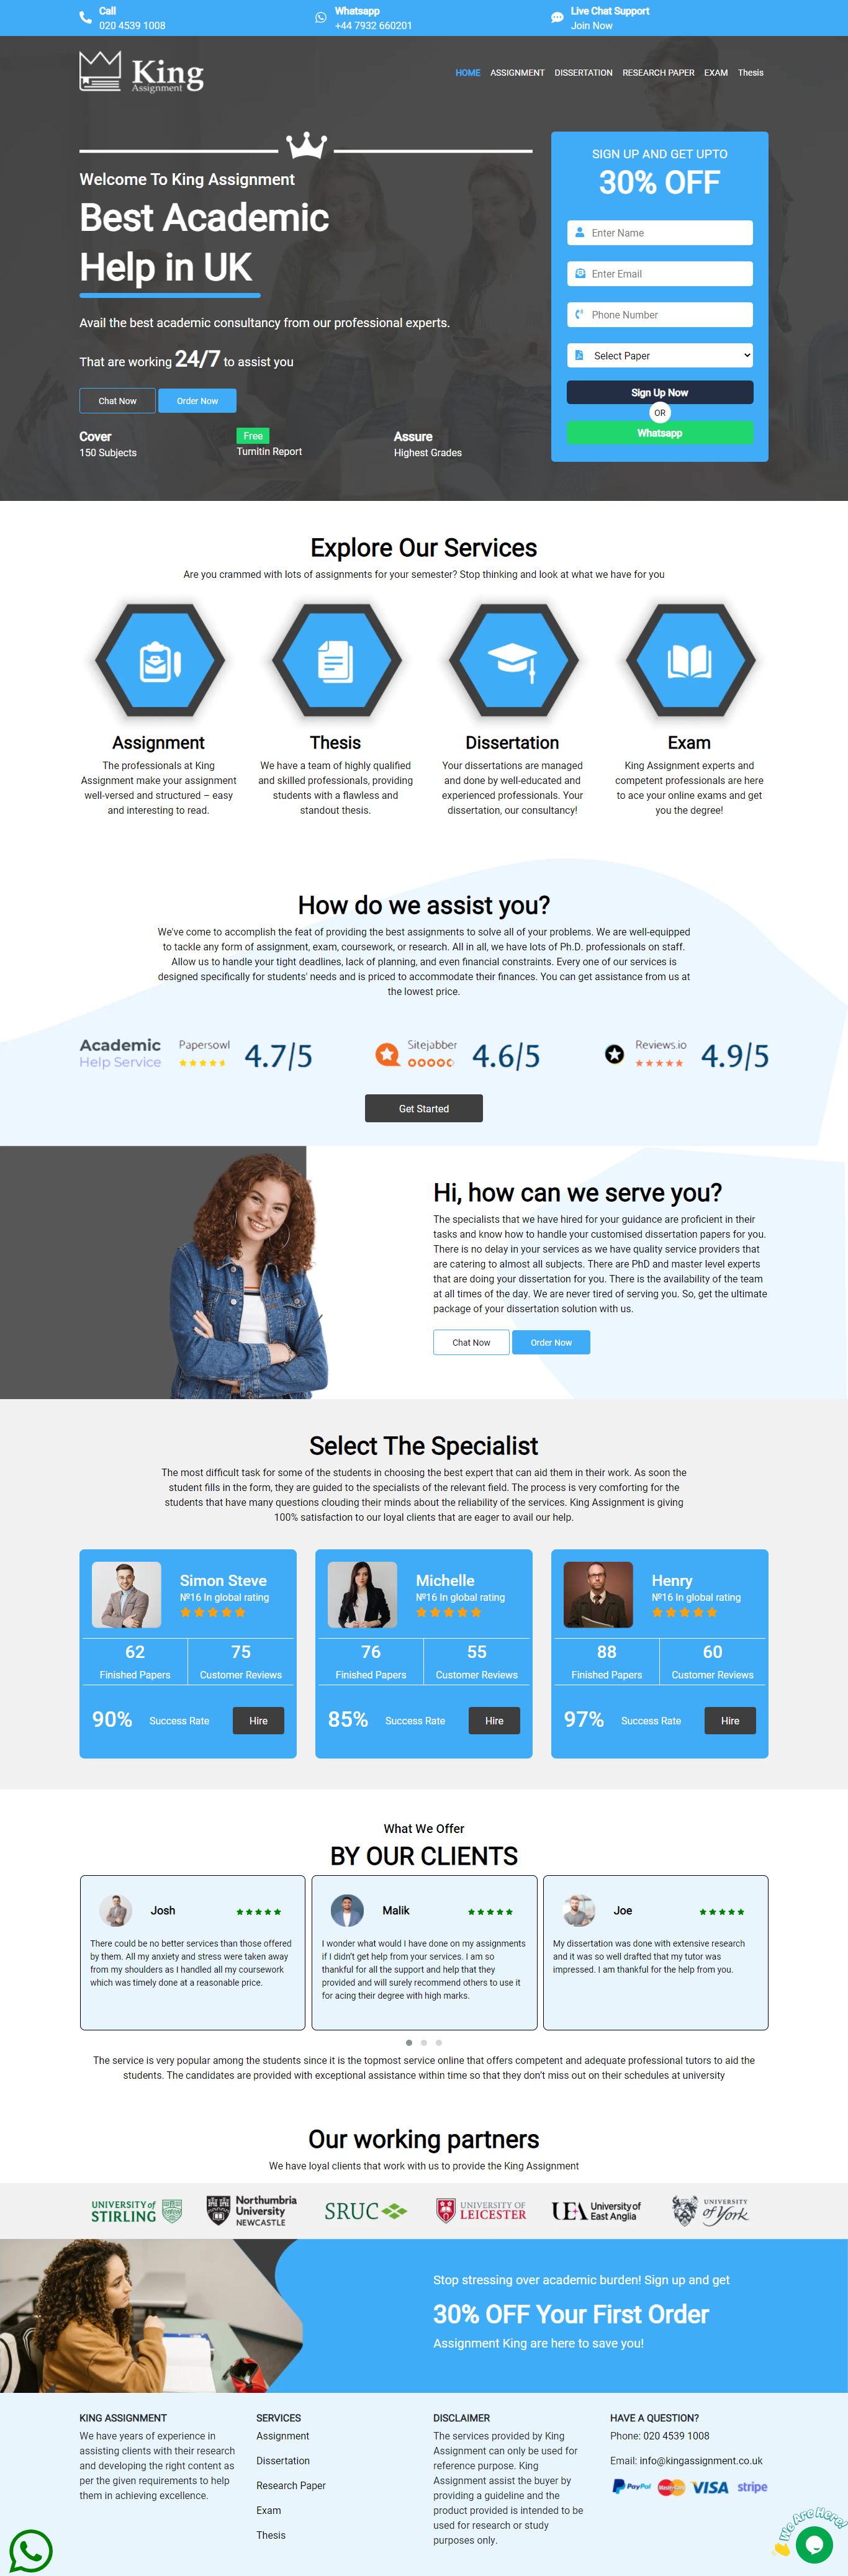 Call
020 4539 1008
Whatsapp
+44 7932 660201
Live Chat Support
Join Now
King
Assignment
HOME ASSIGNMENT DISSERTATION RESEARCH PAPER EXAM Thesis
Welcome To King Assignment
Best Academic
Help in UK
Avail the best academic consultancy from our professional experts.
That are working 24/7 to assist you
Chat Now Order Now
Cover
150 Subjects
Free
Turnitin Report
Assure
Highest Grades
SIGN UP AND GET UPTO
30% OFF
Enter Name
Enter Email
Phone Number
Select Paper
Sign Up Now
OR
Whatsapp
Explore Our Services
Are you crammed with lots of assignments for your semester? Stop thinking and look at what we have for you
Assignment
The professionals at King
Assignment make your assignment
well-versed and structured – easy
and interesting to read.
Thesis
We have a team of highly qualified
and skilled professionals, providing
students with a flawless and
standout thesis.
Dissertation
Your dissertations are managed
and done by well-educated and
experienced professionals. Your
dissertation, our consultancy!
Exam
King Assignment experts and
competent professionals are here
to ace your online exams and get
you the degree!
How do we assist you?
We've come to accomplish the feat of providing the best assignments to solve all of your problems. We are well-equipped
to tackle any form of assignment, exam, coursework, or research. All in all, we have lots of Ph.D. professionals on staff.
Allow us to handle your tight deadlines, lack of planning, and even financial constraints. Every one of our services is
designed specifically for students' needs and is priced to accommodate their finances. You can get assistance from us at
the lowest price.
Academic
Help Service
Papersowl
4.7/5
Sitejabber
4.6/5
Reviews.io
4.9/5
Get Started
Hi, how can we serve you?
The specialists that we have hired for your guidance are proficient in their
tasks and know how to handle your customised dissertation papers for you.
There is no delay in your services as we have quality service providers that
are catering to almost all subjects. There are PhD and master level experts
that are doing your dissertation for you. There is the availability of the team
at all times of the day. We are never tired of serving you. So, get the ultimate
package of your dissertation solution with us.
Chat Now Order Now
Select The Specialist
The most difficult task for some of the students in choosing the best expert that can aid them in their work. As soon the
student fills in the form, they are guided to the specialists of the relevant field. The process is very comforting for the
students that have many questions clouding their minds about the reliability of the services. King Assignment is giving
100% satisfaction to our loyal clients that are eager to avail our help.
Simon Steve
№16 In global rating
62 75
Finished Papers Customer Reviews
90% Success Rate Hire
Michelle
№16 In global rating
76 55
Finished Papers Customer Reviews
85% Success Rate Hire
Henry
№16 In global rating
88 60
Finished Papers Customer Reviews
97% Success Rate Hire
What We Offer
BY OUR CLIENTS
Josh
There could be no better services than those offered
by them. All my anxiety and stress were taken away
from my shoulders as I handled all my coursework
which was timely done at a reasonable price.
Malik
I wonder what would I have done on my assignments
if I didn't get help from your services. I am so
thankful for all the support and help that they
provided and will surely recommend others to use it
for acing their degree with high marks.
Joe
My dissertation was done with extensive research
and it was so well drafted that my tutor was
impressed. I am thankful for the help from you.
The service is very popular among the students since it is the topmost service online that offers competent and adequate professional tutors to aid the
students. The candidates are provided with exceptional assistance within time so that they don't miss out on their schedules at university
Our working partners
We have loyal clients that work with us to provide the King Assignment
UNIVERSITY of
STIRLING
Northumbria
University
NEWCASTLE
SRUC
UNIVERSITY OF
LEICESTER
UEA University of
East Anglia
UNIVERSITY
of York
Stop stressing over academic burden! Sign up and get
30% OFF Your First Order
Assignment King are here to save you!
KING ASSIGNMENT
We have years of experience in
assisting clients with their research
and developing the right content as
per the given requirements to help
them in achieving excellence.
SERVICES
Assignment
Dissertation
Research Paper
Exam
Thesis
DISCLAIMER
The services provided by King
Assignment can only be used for
reference purpose. King
Assignment assist the buyer by
providing a guideline and the
product provided is intended to be
used for research or study
purposes only.
HAVE A QUESTION?
Phone: 020 4539 1008
Email: info@kingassignment.co.uk
PayPal MasterCard VISA stripe
We Are Here!